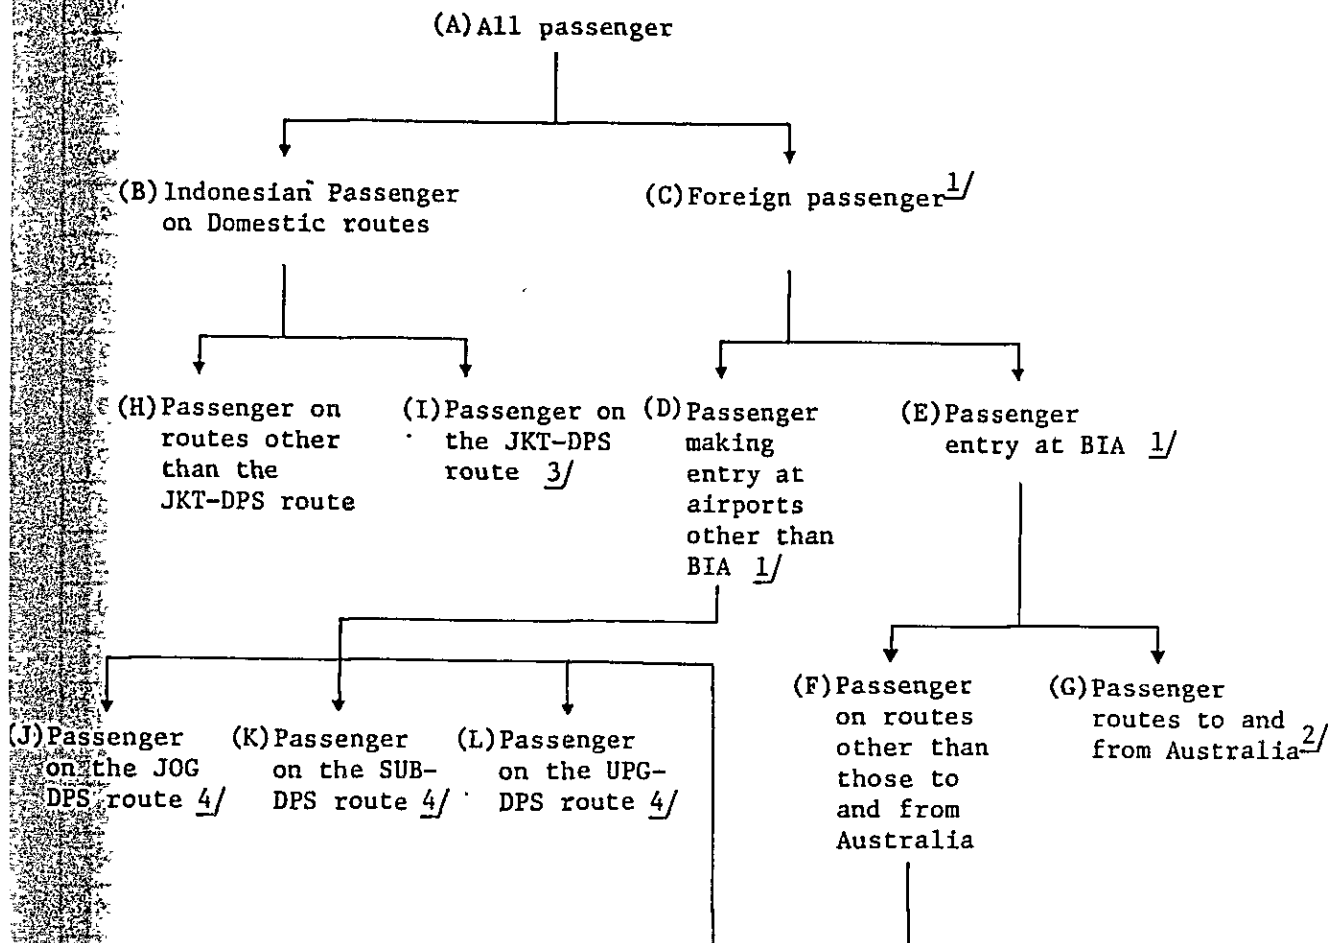 (A) All passenger
(B) Indonesian Passenger
on Domestic routes
(C) Foreign passenger 1/
(H) Passenger on
routes other
than the
JKT-DPS route
(I) Passenger on
the JKT-DPS
route 3/
(D) Passenger
making
entry at
airports
other than
BIA 1/
(E) Passenger
entry at BIA 1/
(J) Passenger
on the JOG
DPS route 4/
(K) Passenger
on the SUB-
DPS route 4/
(L) Passenger
on the UPG-
DPS route 4/
(F) Passenger
on routes
other than
those to
and from
Australia
(G) Passenger
routes to and
from Australia 2/